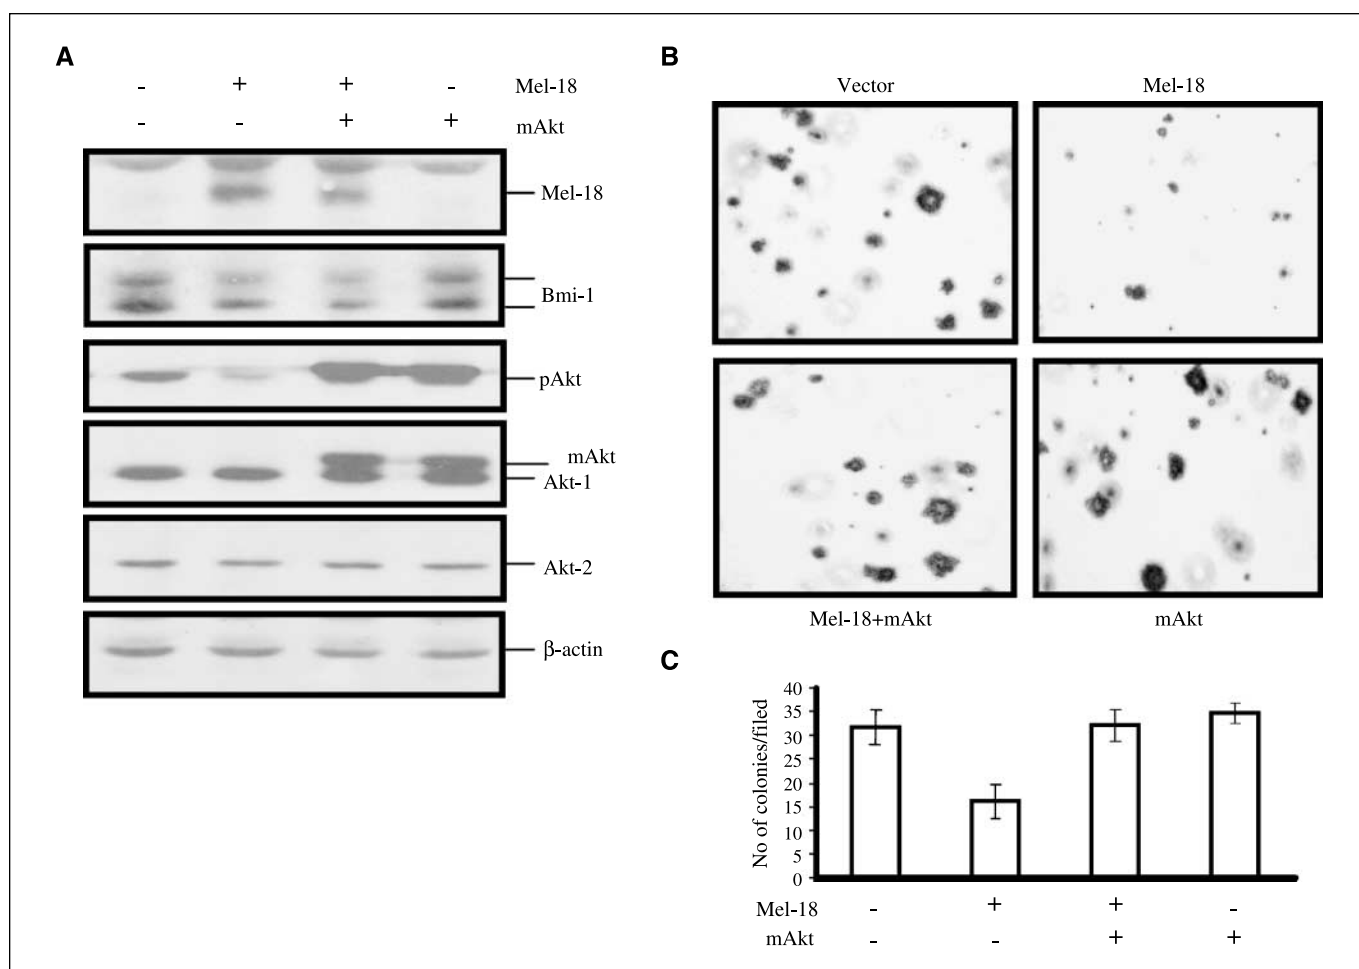 A
- + + - Mel-18
- - + + mAkt
Mel-18
Bmi-1
pAkt
mAkt
Akt-1
Akt-2
β-actin
B
Vector Mel-18
Mel-18+mAkt mAkt
C
No of colonies/filed
40
35
30
25
20
15
10
5
0
Mel-18 - + + -
mAkt - - + +